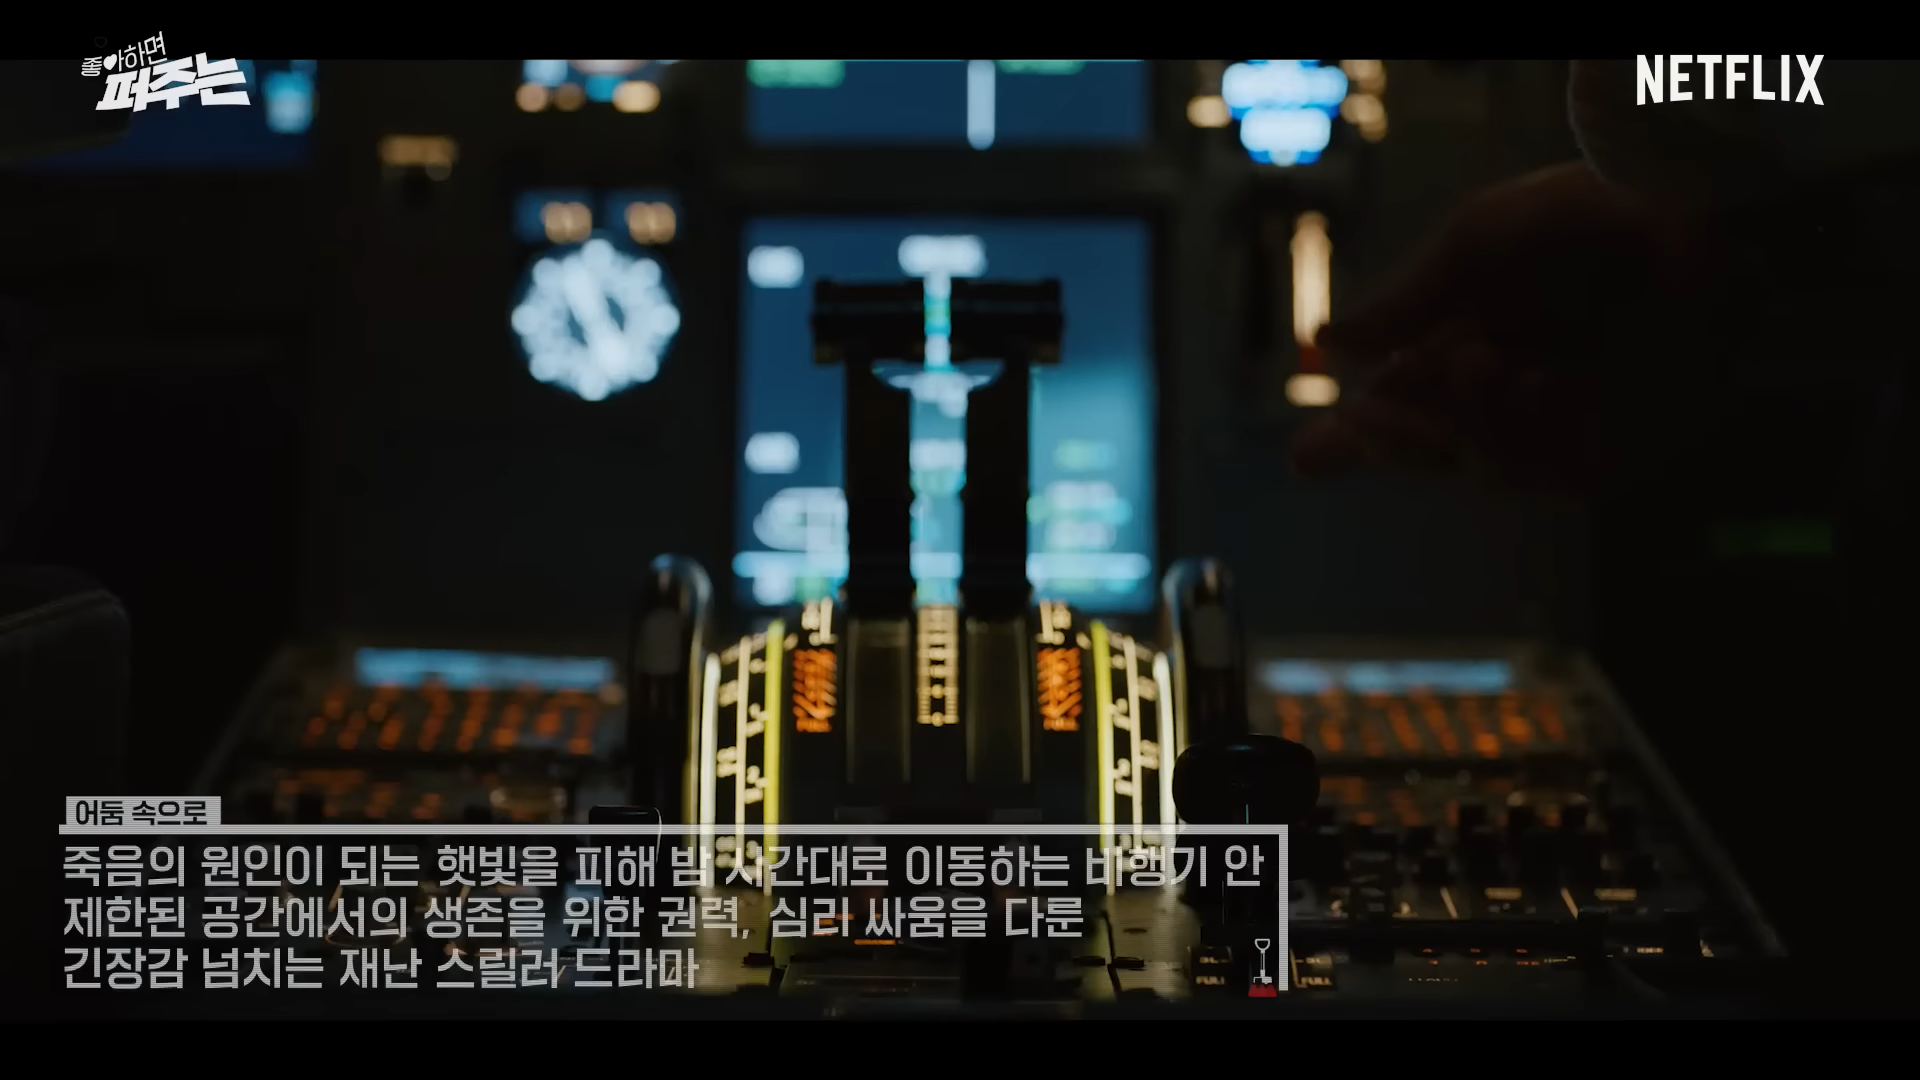 좋아하면
퍼주는
NETFLIX
어둠 속으로
죽음의 원인이 되는 햇빛을 피해 밤 시간대로 이동하는 비행기 안
제한된 공간에서의 생존을 위한 권력, 심리 싸움을 다룬
긴장감 넘치는 재난 스릴러 드라마
FULL
FULL